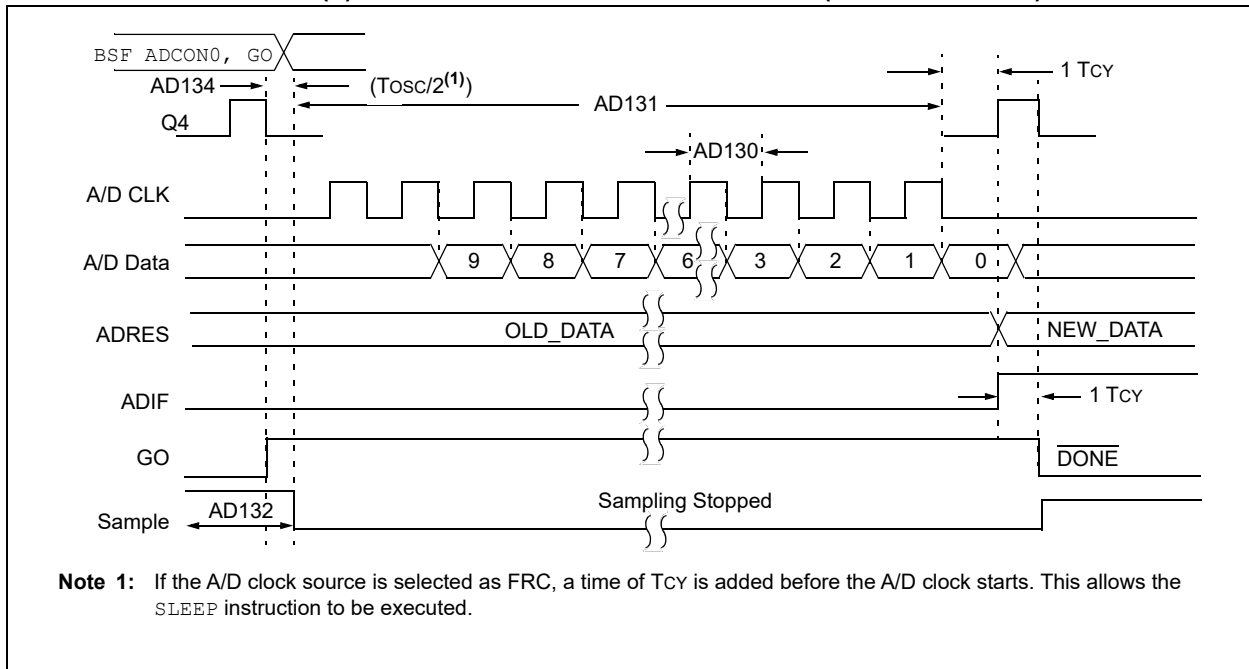 BSF ADCON0, GO
AD134
(TOSC/2(1))
1 TCY
AD131
Q4
AD130
A/D CLK
A/D Data
9 8 7 6 3 2 1 0
ADRES
OLD_DATA
NEW_DATA
ADIF
1 TCY
GO
DONE
Sampling Stopped
AD132
Sample
Note 1: If the A/D clock source is selected as FRC, a time of TCY is added before the A/D clock starts. This allows the
SLEEP instruction to be executed.